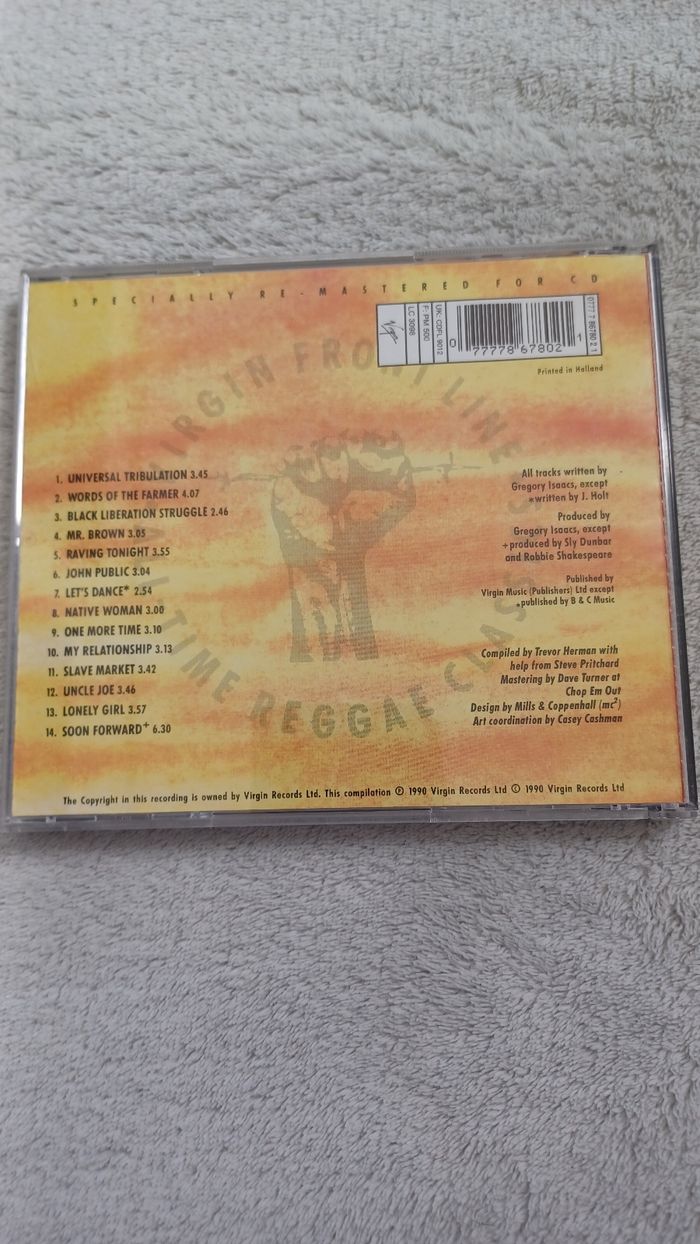 SPECIALLY RE-MASTERED FOR CD
Virgin
LC 3098
F: PM 500
UK: CDFL 9012
0 77778 67802 1
0777 7 86780 2 1
Printed in Holland
VIRGIN FRONT LINE
ALL TIME REGGAE CLASSICS
1. UNIVERSAL TRIBULATION 3.45
2. WORDS OF THE FARMER 4.07
3. BLACK LIBERATION STRUGGLE 2.46
4. MR. BROWN 3.05
5. RAVING TONIGHT 3.55
6. JOHN PUBLIC 3.04
7. LET'S DANCE* 2.54
8. NATIVE WOMAN 3.00
9. ONE MORE TIME 3.10
10. MY RELATIONSHIP 3.13
11. SLAVE MARKET 3.42
12. UNCLE JOE 3.46
13. LONELY GIRL 3.57
14. SOON FORWARD+ 6.30
All tracks written by
Gregory Isaacs, except
*written by J. Holt
Produced by
Gregory Isaacs, except
+produced by Sly Dunbar
and Robbie Shakespeare
Published by
Virgin Music (Publishers) Ltd except
*published by B & C Music
Compiled by Trevor Herman with
help from Steve Pritchard
Mastering by Dave Turner at
Chop Em Out
Design by Mills & Coppenhall (mc²)
Art coordination by Casey Cashman
The Copyright in this recording is owned by Virgin Records Ltd. This compilation ℗ 1990 Virgin Records Ltd © 1990 Virgin Records Ltd